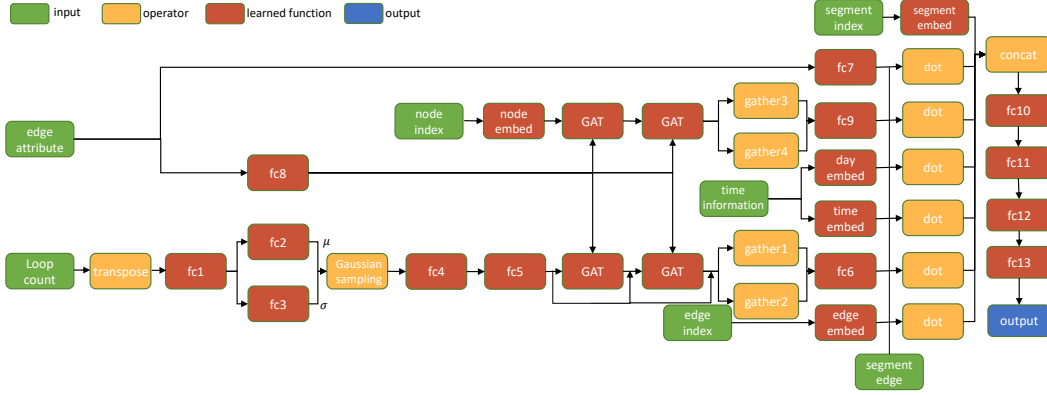 input
operator
learned function
output
segment
index
segment
embed
concat
fc7
dot
node
index
node
embed
GAT
GAT
gather3
gather4
fc9
dot
fc10
edge
attribute
fc8
time
information
day
embed
dot
fc11
time
embed
dot
fc12
Loop
count
transpose
fc1
fc2
μ
fc3
σ
Gaussian
sampling
fc4
fc5
GAT
GAT
gather1
gather2
fc6
dot
fc13
edge
index
edge
embed
dot
output
segment
edge